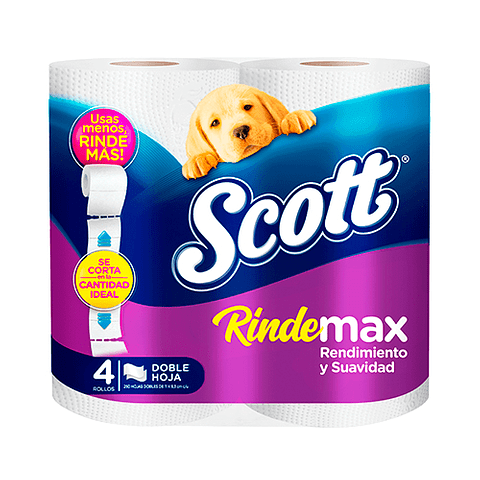 Usas
menos,
RINDE
MÁS!
Scott®
SE
CORTA
en la
CANTIDAD
IDEAL
Rindemax
Rendimiento
y Suavidad
4
ROLLOS
DOBLE
HOJA